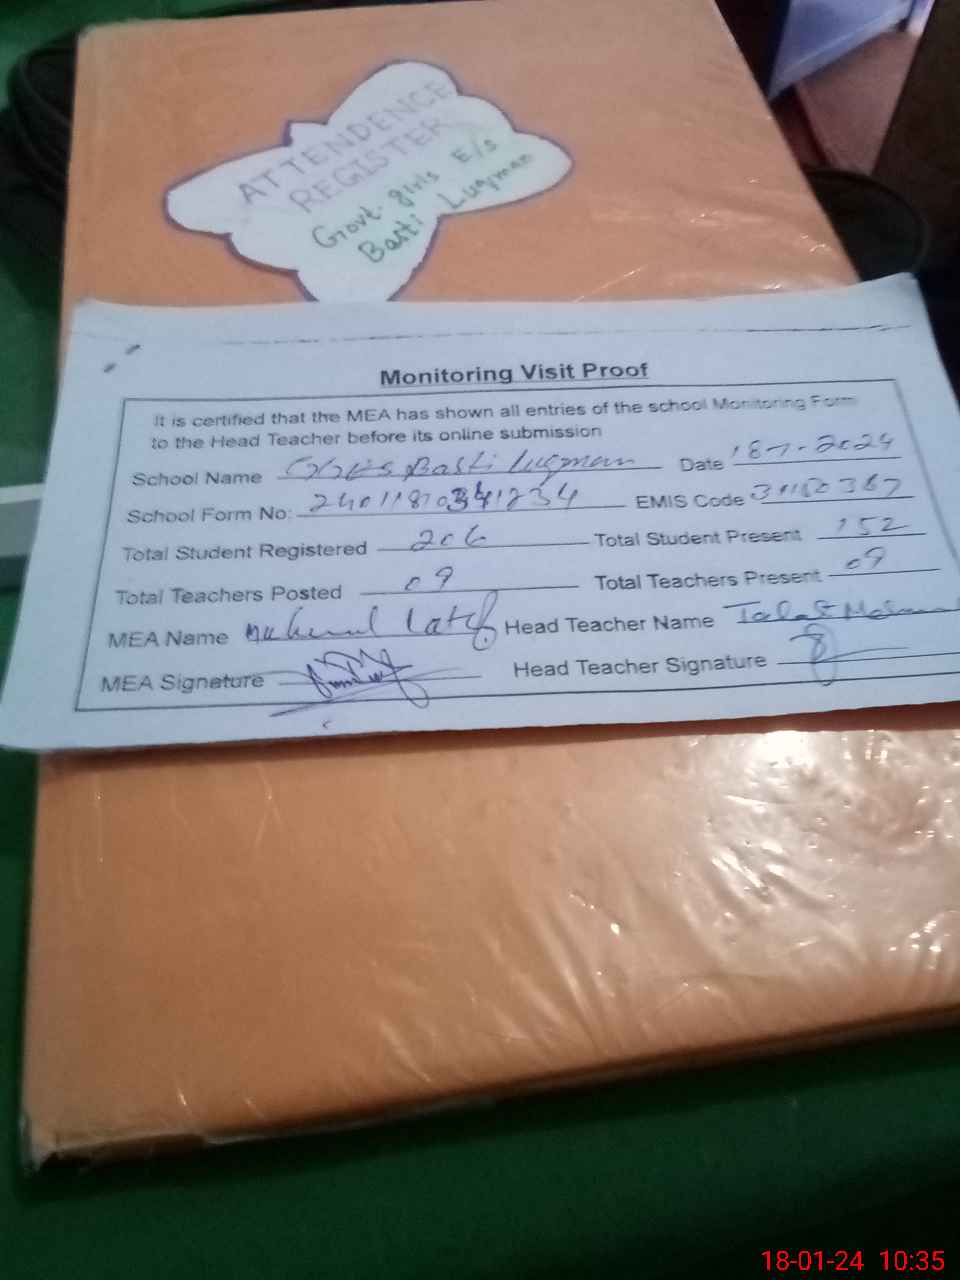 ATTENDENCE
REGISTER
Govt. girls E/s
Basti Luqman
Monitoring Visit Proof
It is certified that the MEA has shown all entries of the school Monitoring Form
to the Head Teacher before its online submission
School Name GGES Basti Luqman Date 18-1-2024
School Form No: EMIS Code
Total Student Registered 206 Total Student Present 152
Total Teachers Posted 09 Total Teachers Present 09
MEA Name Latif Head Teacher Name
MEA Signature Head Teacher Signature
18-01-24 10:35